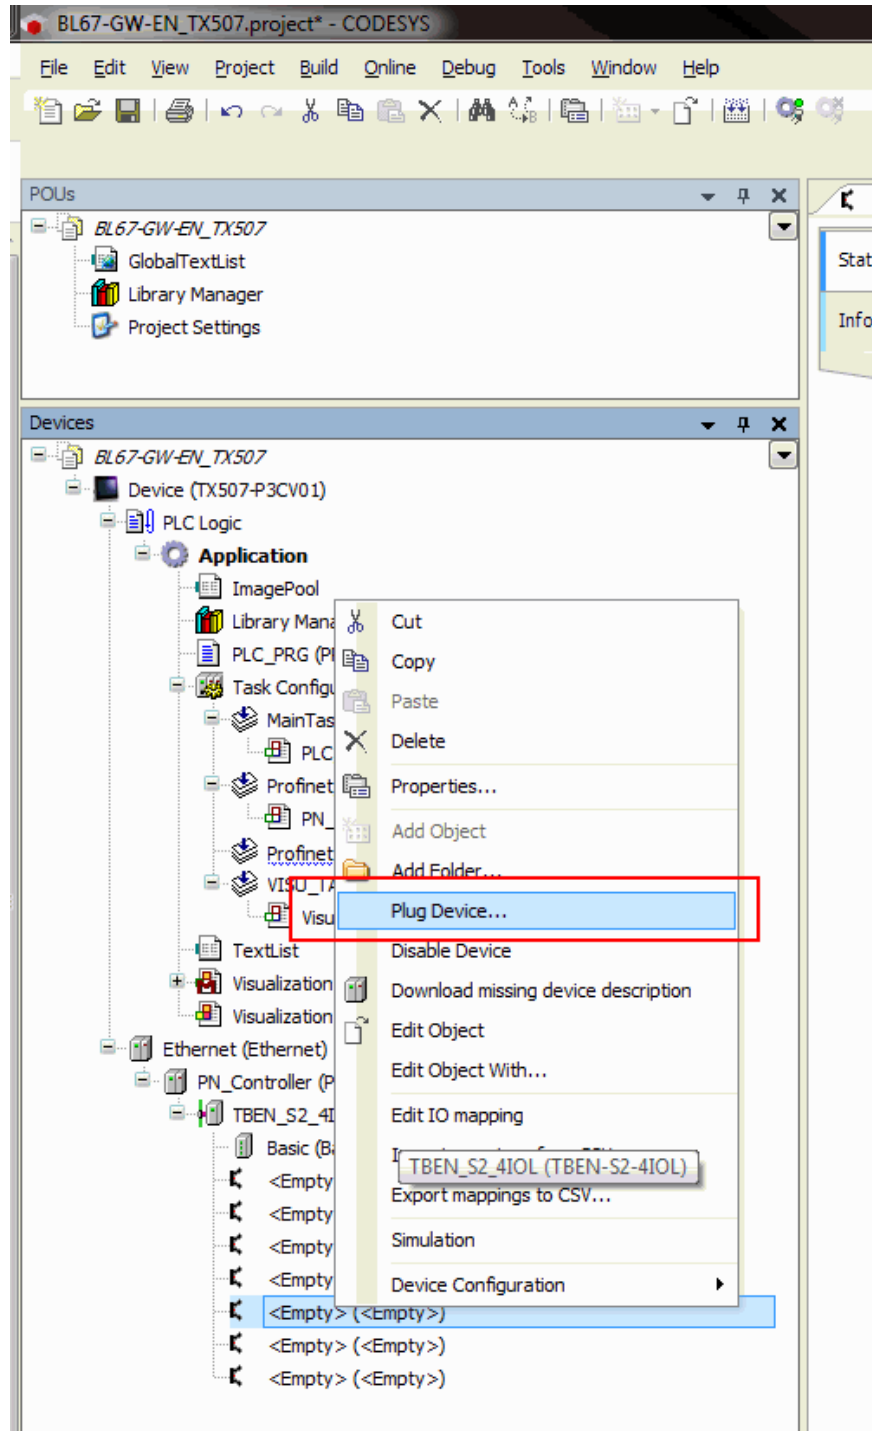 BL67-GW-EN_TX507.project* - CODESYS
File Edit View Project Build Online Debug Tools Window Help
POUs
BL67-GW-EN_TX507
GlobalTextList
Library Manager
Project Settings
Stat
Info
Devices
BL67-GW-EN_TX507
Device (TX507-P3CV01)
PLC Logic
Application
ImagePool
Library Mana
PLC_PRG (P
Task Config
MainTas
PLC
Profinet
PN_
Profinet
VISU_TA
Visu
TextList
Visualization
Visualization
Ethernet (Ethernet)
PN_Controller (P
TBEN_S2_4I
Basic (Ba
<Empty
<Empty
<Empty
<Empty
<Empty> (<Empty>)
<Empty> (<Empty>)
<Empty> (<Empty>)
Cut
Copy
Paste
Delete
Properties...
Add Object
Add Folder...
Plug Device...
Disable Device
Download missing device description
Edit Object
Edit Object With...
Edit IO mapping
TBEN_S2_4IOL (TBEN-S2-4IOL)
Export mappings to CSV...
Simulation
Device Configuration